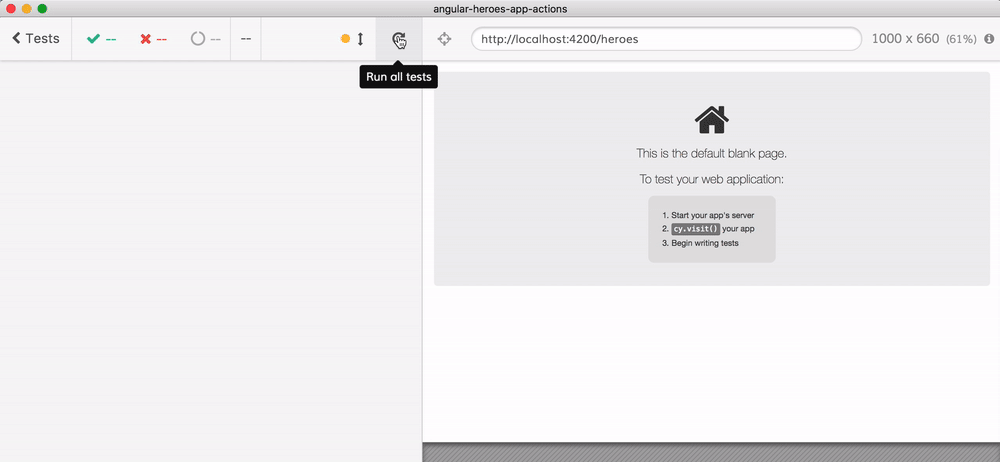 angular-heroes-app-actions
Tests -- -- -- --
http://localhost:4200/heroes
1000 x 660 (61%)
Run all tests
This is the default blank page.
To test your web application:
1. Start your app's server
2. cy.visit() your app
3. Begin writing tests